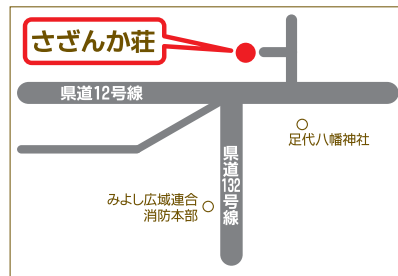 さざんか荘
県道12号線
足代八幡神社
県道132号線
みよし広域連合
消防本部